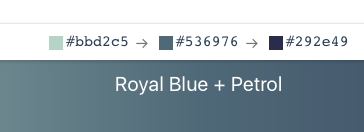 #bbd2c5 → #536976 → #292e49
Royal Blue + Petrol